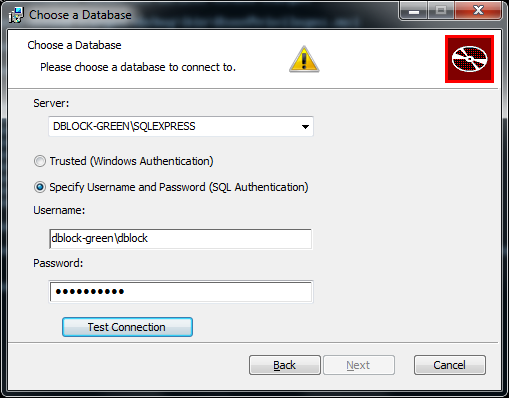 Choose a Database
Choose a Database
Please choose a database to connect to.
Server:
DBLOCK-GREEN\SQLEXPRESS
Trusted (Windows Authentication)
Specify Username and Password (SQL Authentication)
Username:
dblock-green\dblock
Password:
●●●●●●●●●●
Test Connection
Back Next Cancel